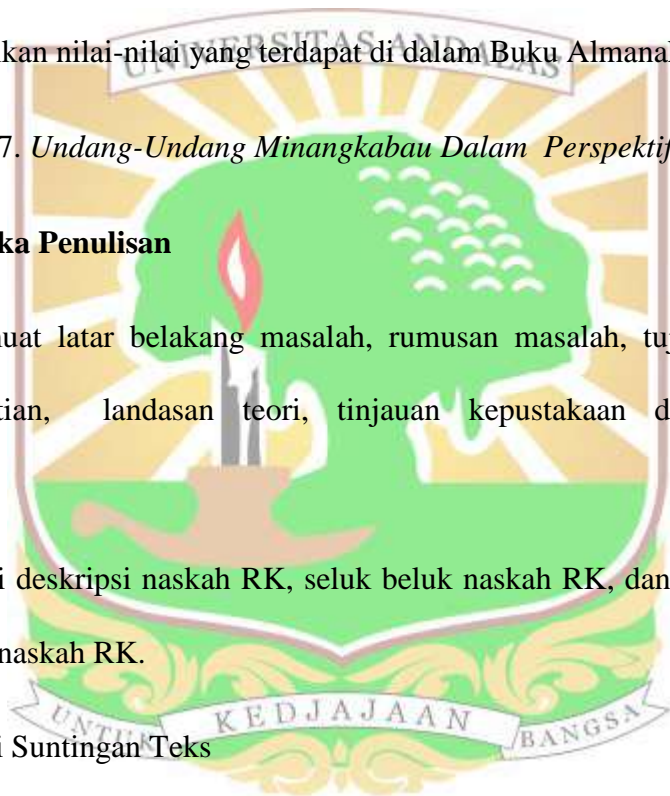 UNIVERSITAS ANDALAS
kan nilai-nilai yang terdapat di dalam Buku Almanak
7. Undang-Undang Minangkabau Dalam Perspektif
ka Penulisan
uat latar belakang masalah, rumusan masalah, tuj
tian, landasan teori, tinjauan kepustakaan d
i deskripsi naskah RK, seluk beluk naskah RK, dan
naskah RK.
UNTUK KEDJAJAAN BANGSA
i Suntingan Teks